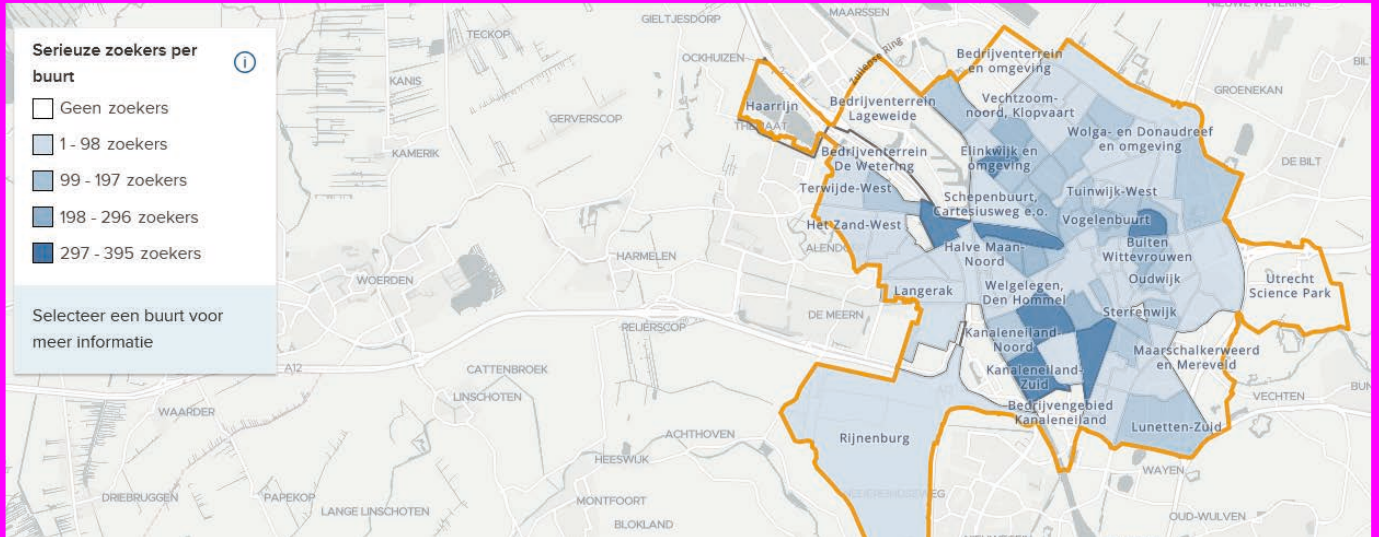 Serieuze zoekers per
buurt
Geen zoekers
1 - 98 zoekers
99 - 197 zoekers
198 - 296 zoekers
297 - 395 zoekers
Selecteer een buurt voor
meer informatie
GIELTJESDORP
MAARSSEN
TECKOP
OCKHUIZEN
Zuilense Ring
Bedrijventerrein
en omgeving
KANIS
GROENEKAN
Haarrijn
Bedrijventerrein
Lageweide
Vechtzoom-
noord, Klopvaart
GERVERSCOP
Wolga- en Donaudreef
en omgeving
KAMERIK
Bedrijventerrein
De Wetering
Elinkwijk en
omgeving
DE BILT
Terwijde-West
Tuinwijk-West
Schepenbuurt,
Cartesiusweg e.o.
Vogelenbuurt
Het Zand-West
Halve Maan-
Noord
Buiten
Wittevrouwen
HARMELEN
WOERDEN
Langerak
Welgelegen,
Den Hommel
Oudwijk
Utrecht
Science Park
DE MEERN
Sterrenwijk
REIJERSCOP
Kanaleneiland-
Noord
Maarschalkerweerd
en Mereveld
A12
CATTENBROEK
Kanaleneiland-
Zuid
LINSCHOTEN
VECHTEN
WAARDER
Bedrijvengebied
Kanaleneiland
Lunetten-Zuid
ACHTHOVEN
Rijnenburg
HEESWIJK
WAYEN
DRIEBRUGGEN
PAPEKOP
LANGE LINSCHOTEN
MONTFOORT
BLOKLAND
OUD-WULVEN